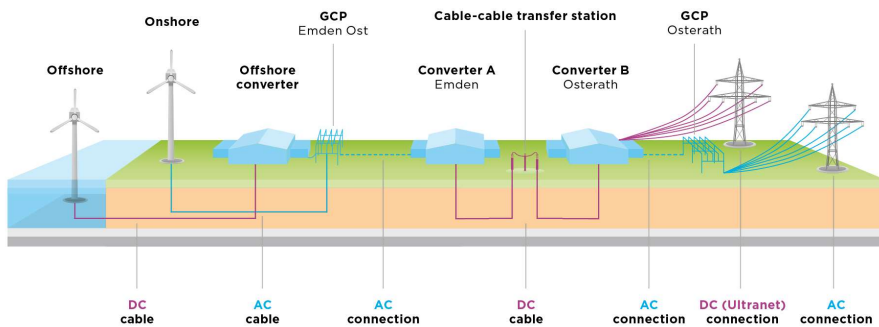 Offshore
Onshore
Offshore
converter
GCP
Emden Ost
Converter A
Emden
Cable-cable transfer station
Converter B
Osterath
GCP
Osterath
DC
cable
AC
cable
AC
connection
DC
cable
AC
connection
DC (Ultranet)
connection
AC
connection